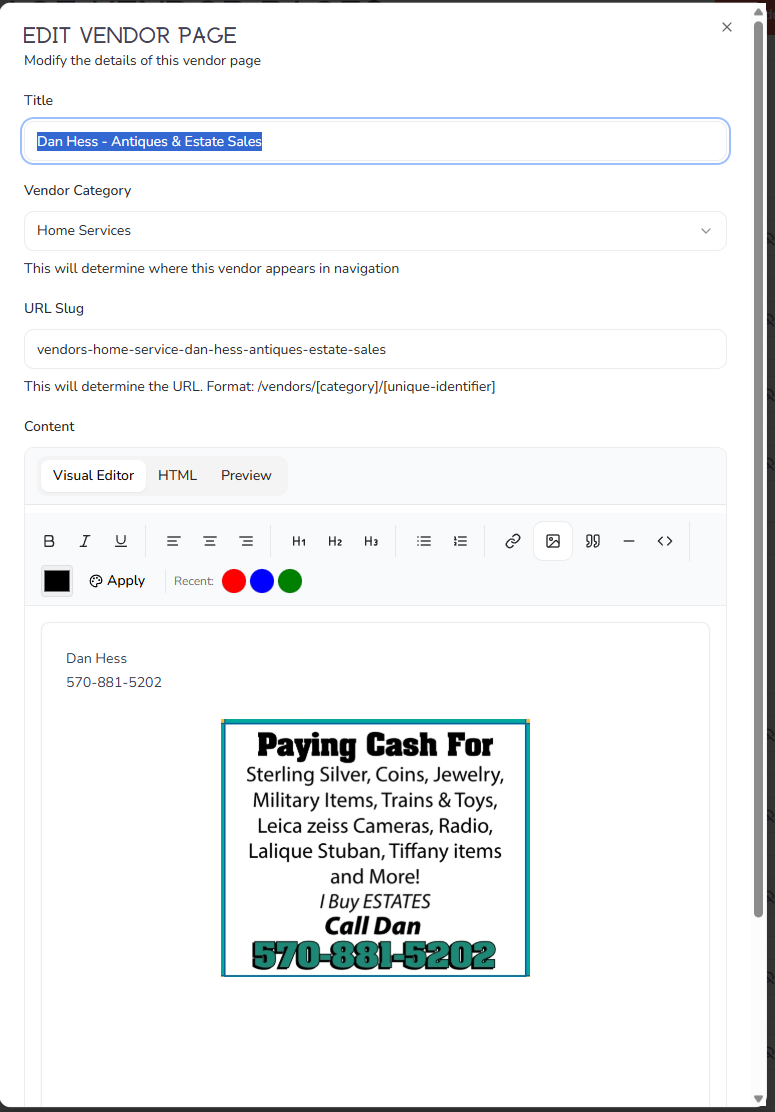 EDIT VENDOR PAGE
Modify the details of this vendor page
Title
Dan Hess - Antiques & Estate Sales
Vendor Category
Home Services
This will determine where this vendor appears in navigation
URL Slug
vendors-home-service-dan-hess-antiques-estate-sales
This will determine the URL. Format: /vendors/[category]/[unique-identifier]
Content
Visual Editor HTML Preview
B I U H1 H2 H3
Apply Recent:
Dan Hess
570-881-5202
Paying Cash For
Sterling Silver, Coins, Jewelry,
Military Items, Trains & Toys,
Leica zeiss Cameras, Radio,
Lalique Stuban, Tiffany items
and More!
I Buy ESTATES
Call Dan
570-881-5202